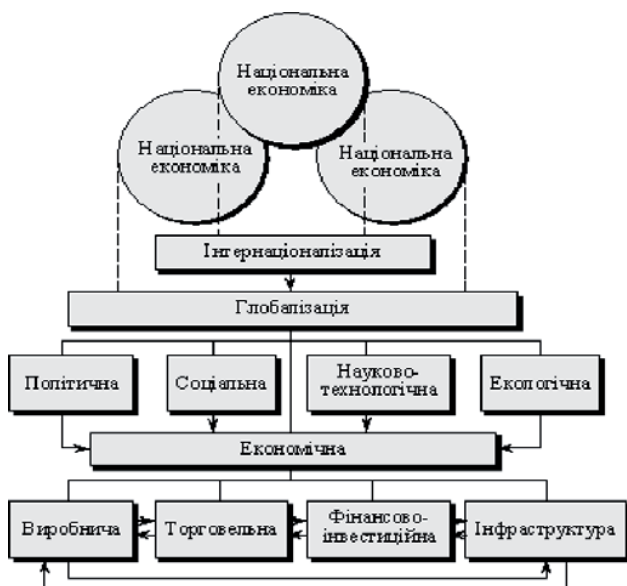 Національна
економіка
Національна
економіка
Національна
економіка
Інтернаціоналізація
Глобалізація
Політична
Соціальна
Науково-
технологічна
Екологічна
Економічна
Виробнича
Торговельна
Фінансово-
інвестиційна
Інфраструктура